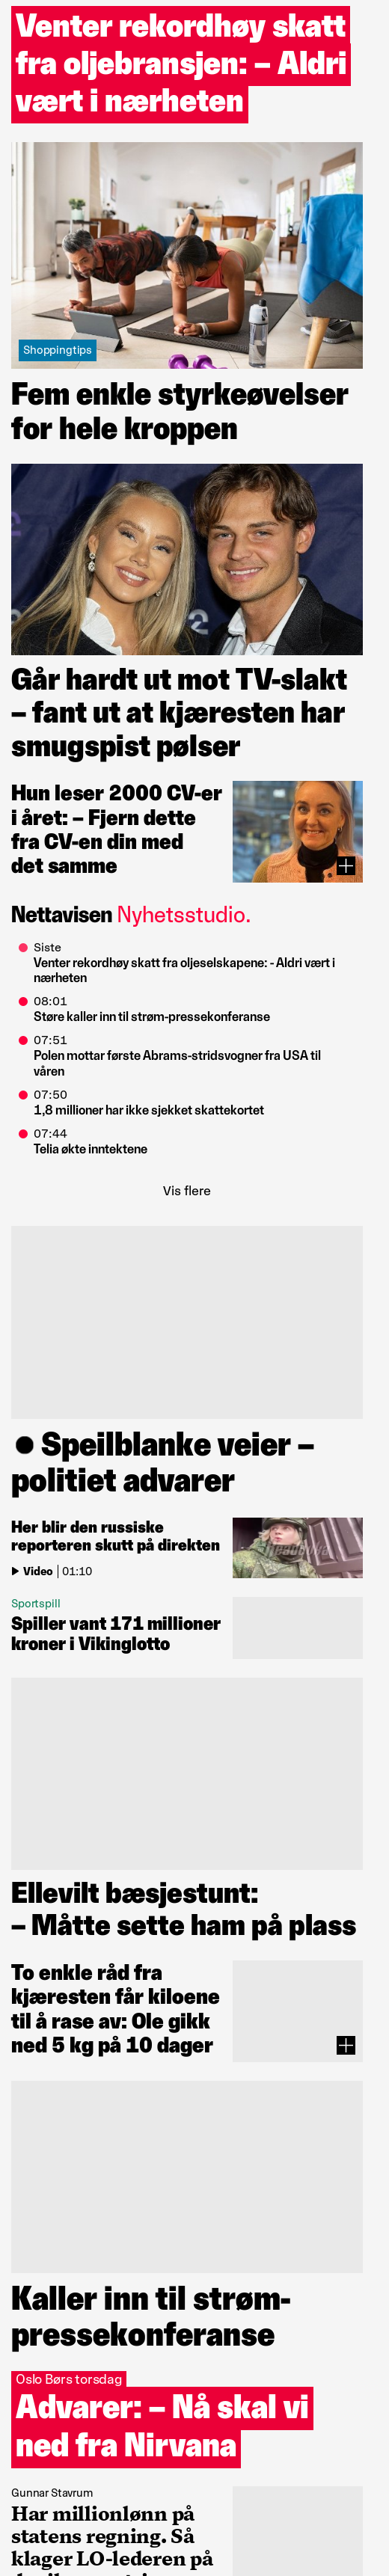 Venter rekordhøy skatt
fra oljebransjen: – Aldri
vært i nærheten
Shoppingtips
Fem enkle styrkeøvelser
for hele kroppen
Går hardt ut mot TV-slakt
– fant ut at kjæresten har
smugspist pølser
Hun leser 2000 CV-er
i året: – Fjern dette
fra CV-en din med
det samme
Nettavisen Nyhetsstudio.
Siste
Venter rekordhøy skatt fra oljeselskapene: - Aldri vært i
nærheten
08:01
Støre kaller inn til strøm-pressekonferanse
07:51
Polen mottar første Abrams-stridsvogner fra USA til
våren
07:50
1,8 millioner har ikke sjekket skattekortet
07:44
Telia økte inntektene
Vis flere
Speilblanke veier –
politiet advarer
Her blir den russiske
reporteren skutt på direkten
Video 01:10
Sportspill
Spiller vant 171 millioner
kroner i Vikinglotto
Ellevilt bæsjestunt:
– Måtte sette ham på plass
To enkle råd fra
kjæresten får kiloene
til å rase av: Ole gikk
ned 5 kg på 10 dager
Kaller inn til strøm-
pressekonferanse
Oslo Børs torsdag
Advarer: – Nå skal vi
ned fra Nirvana
Gunnar Stavrum
Har millionlønn på
statens regning. Så
klager LO-lederen på